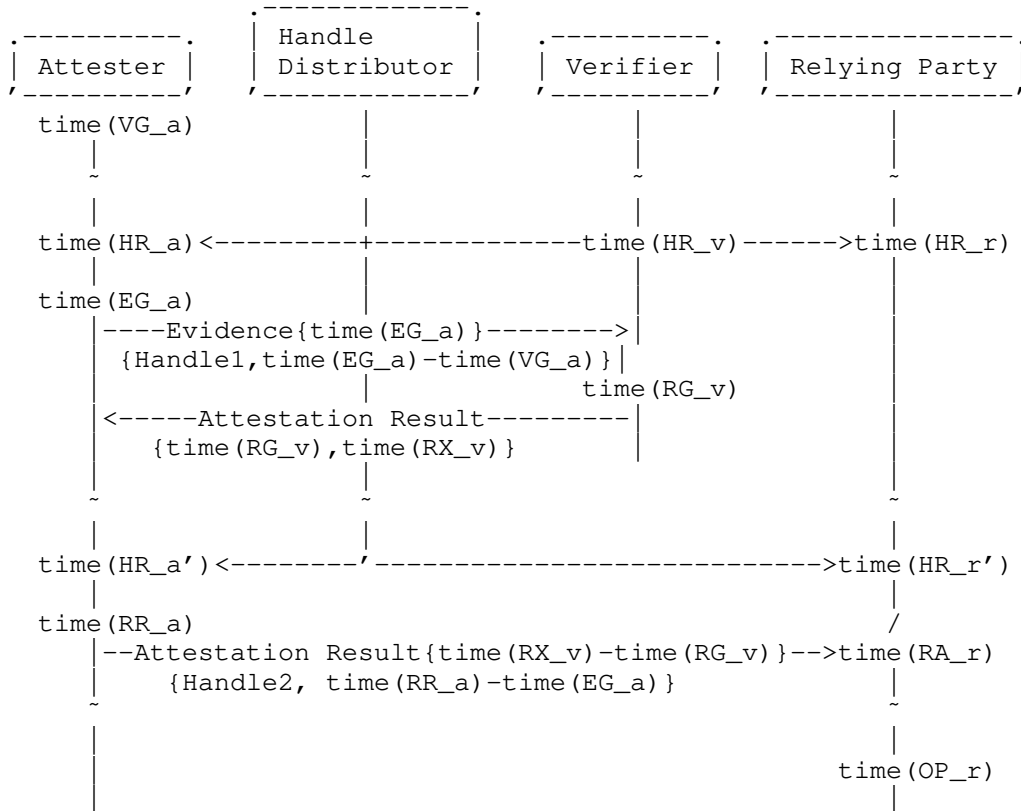 Handle
Attester Distributor Verifier Relying Party
time(VG_a)
time(HR_a)<---------+-------------time(HR_v)------>time(HR_r)
time(EG_a)
----Evidence{time(EG_a)}-------->
{Handle1,time(EG_a)-time(VG_a)}
time(RG_v)
<-----Attestation Result---------
{time(RG_v),time(RX_v)}
time(HR_a')<--------'---------------------------->time(HR_r')
time(RR_a)
--Attestation Result{time(RX_v)-time(RG_v)}-->time(RA_r)
{Handle2, time(RR_a)-time(EG_a)}
time(OP_r)